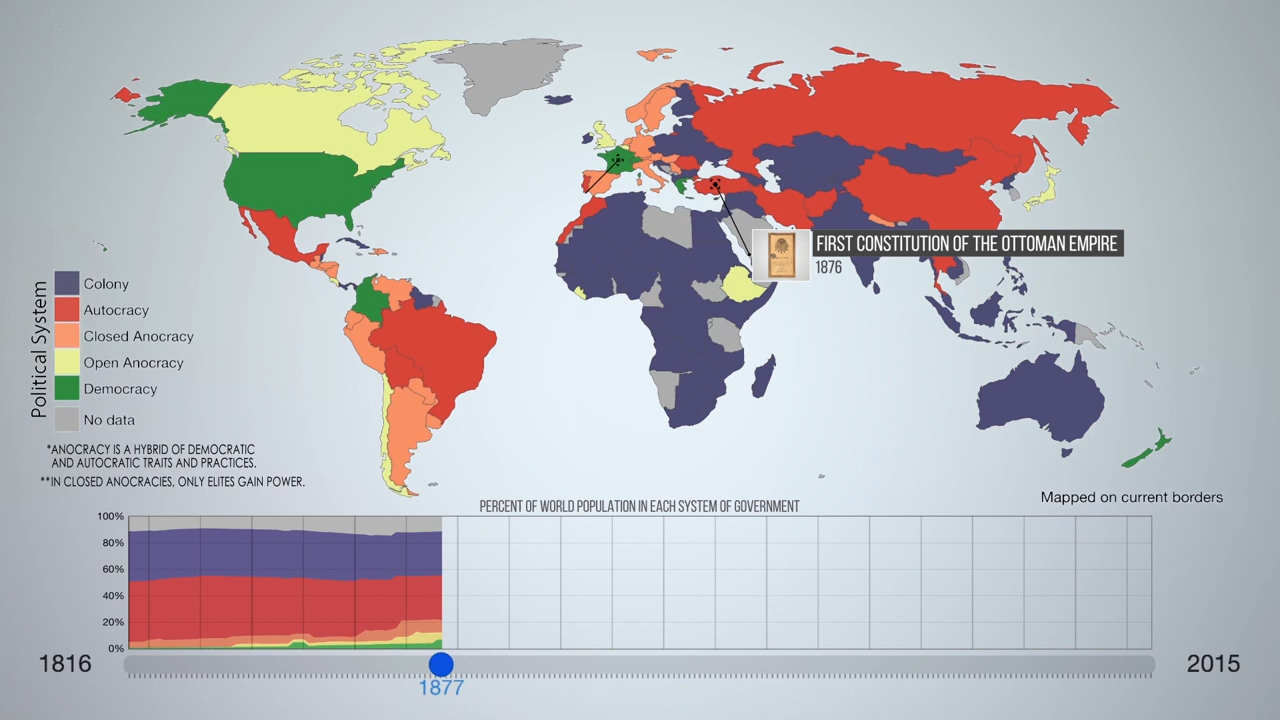 FIRST CONSTITUTION OF THE OTTOMAN EMPIRE
1876
Political System
Colony
Autocracy
Closed Anocracy
Open Anocracy
Democracy
No data
*ANOCRACY IS A HYBRID OF DEMOCRATIC
AND AUTOCRATIC TRAITS AND PRACTICES.
**IN CLOSED ANOCRACIES, ONLY ELITES GAIN POWER.
Mapped on current borders
PERCENT OF WORLD POPULATION IN EACH SYSTEM OF GOVERNMENT
100%
80%
60%
40%
20%
0%
1816
2015
1877